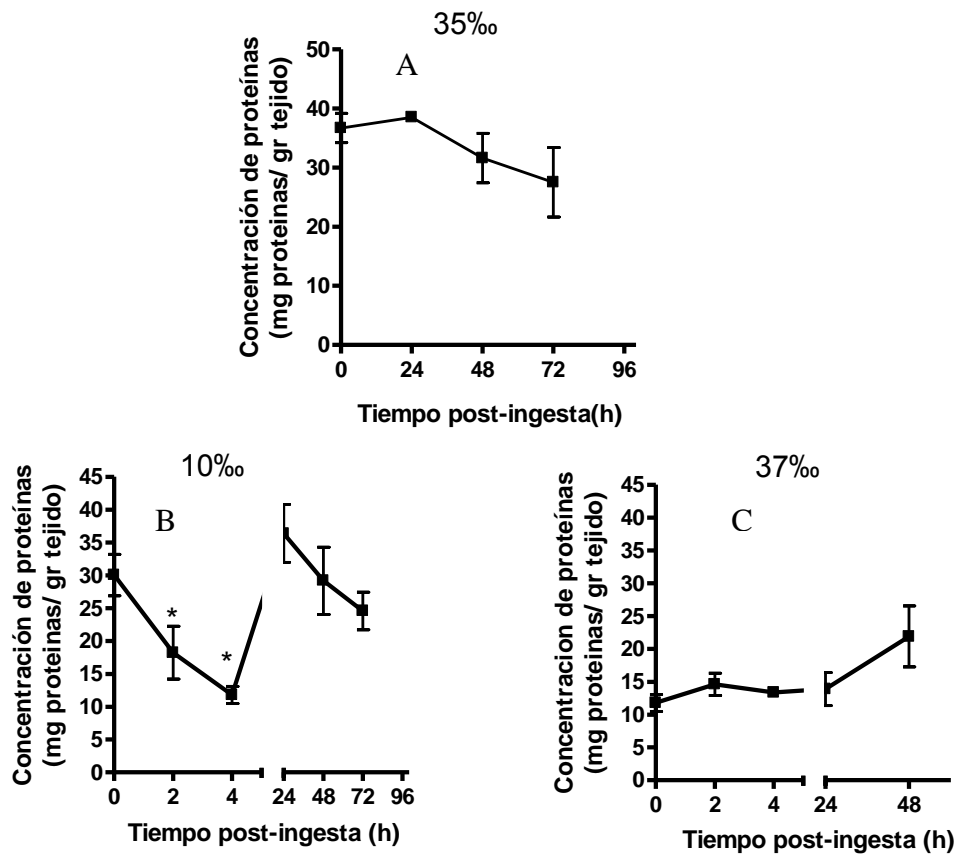 35‰
A
Concentración de proteínas
(mg proteinas/ gr tejido)
50
40
30
20
10
0
0 24 48 72 96
Tiempo post-ingesta(h)
10‰
B
Concentración de proteínas
(mg proteinas/ gr tejido)
45
40
35
30
25
20
15
10
5
0
*
*
0 2 4 24 48 72 96
Tiempo post-ingesta (h)
37‰
C
Concentracion de proteínas
(mg proteinas/ gr tejido)
45
40
35
30
25
20
15
10
5
0
0 2 4 24 48
Tiempo post-ingesta (h)